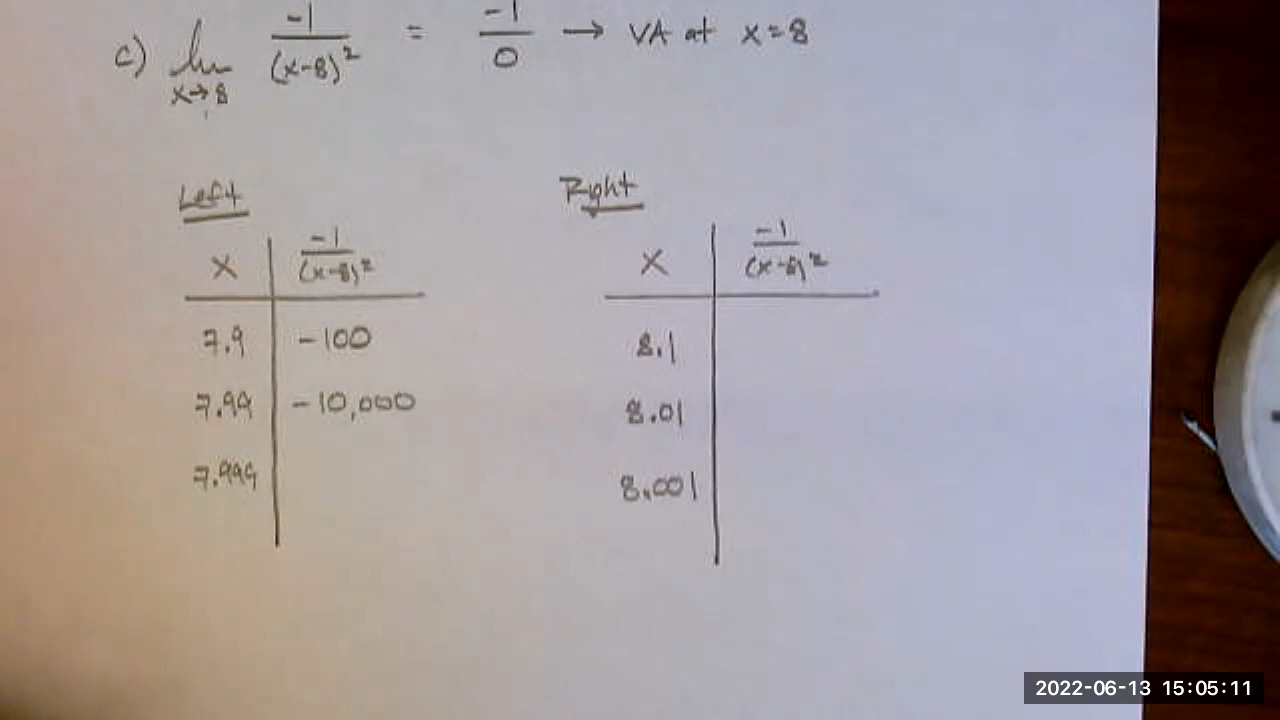 c) lim x→8 -1/(x-8)² = -1/0 → VA at x=8
Left
x | -1/(x-8)²
7.9 | -100
7.99 | -10,000
7.999 |
Right
x | -1/(x-8)²
8.1 |
8.01 |
8.001 |
2022-06-13 15:05:11